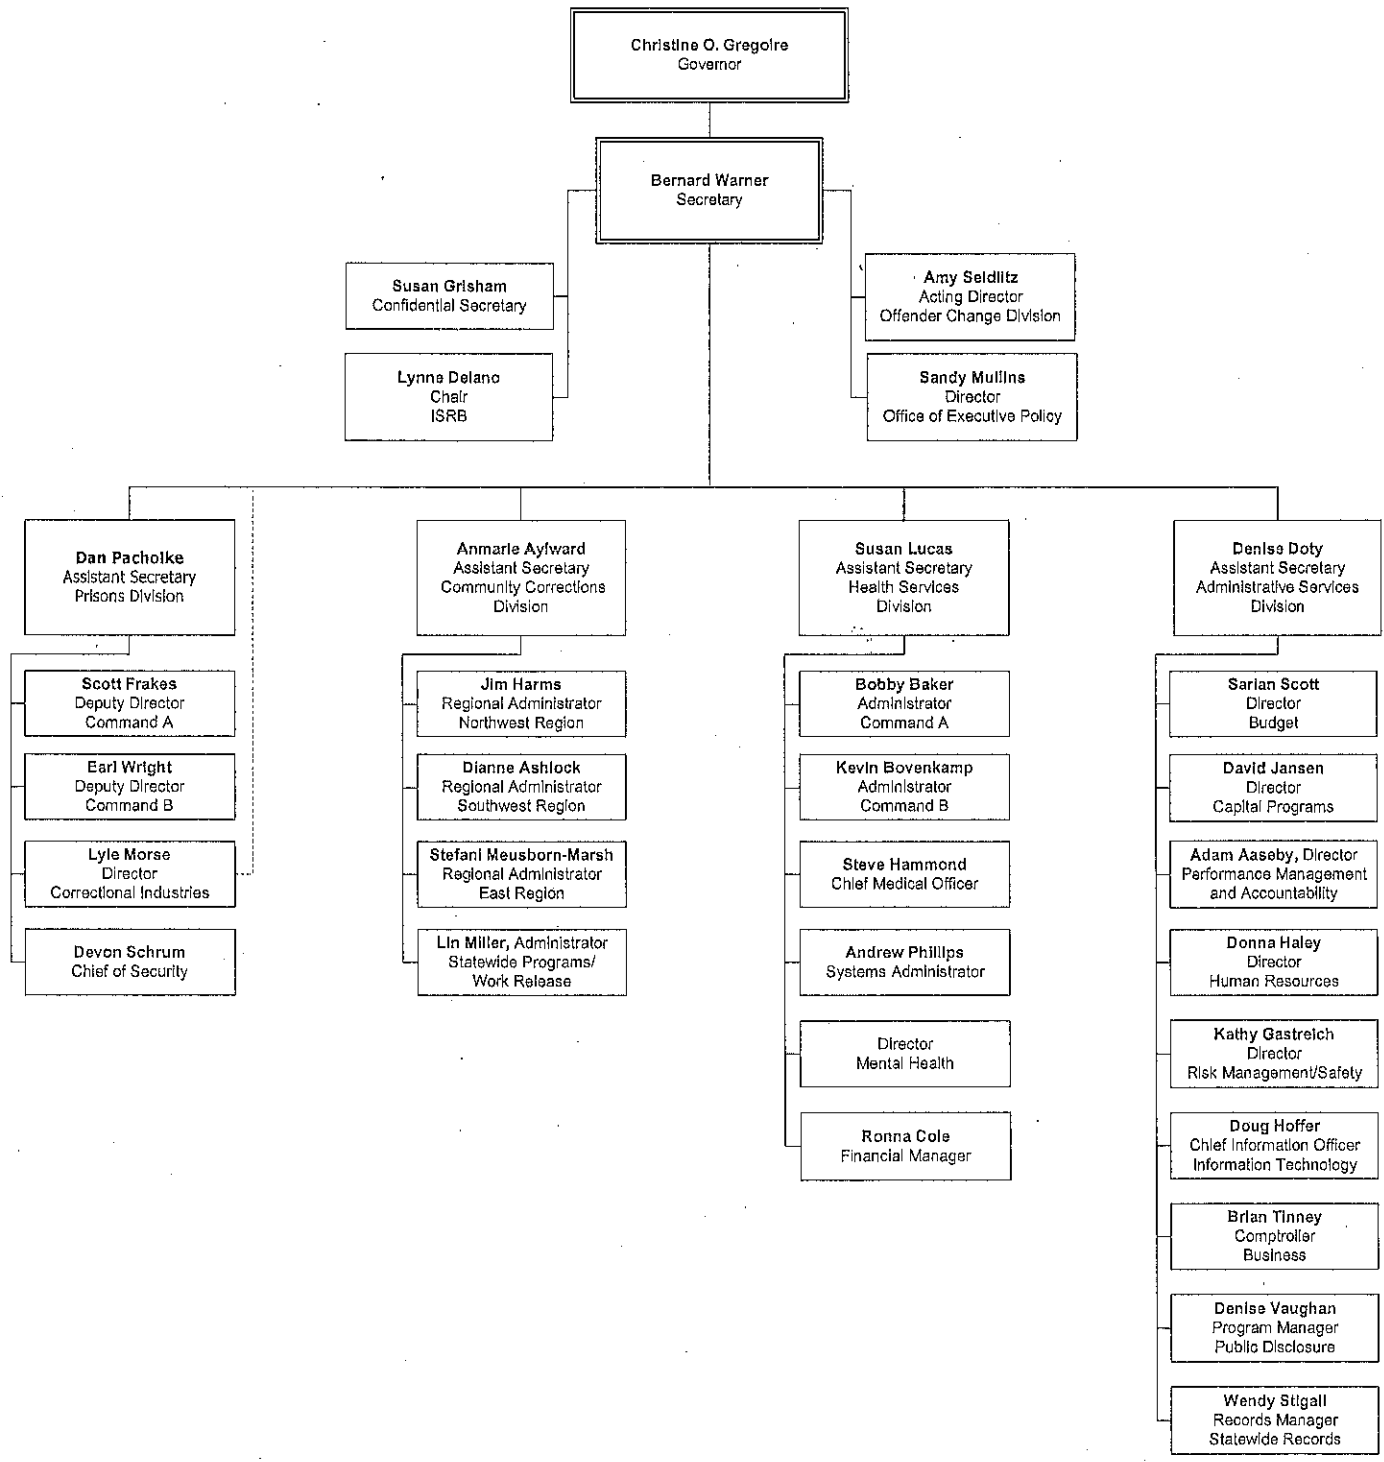 Christine O. Gregoire
Governor
Bernard Warner
Secretary
Susan Grisham
Confidential Secretary
Lynne Delano
Chair
ISRB
Amy Seidlitz
Acting Director
Offender Change Division
Sandy Mullins
Director
Office of Executive Policy
Dan Pacholke
Assistant Secretary
Prisons Division
Scott Frakes
Deputy Director
Command A
Earl Wright
Deputy Director
Command B
Lyle Morse
Director
Correctional Industries
Devon Schrum
Chief of Security
Anmarie Aylward
Assistant Secretary
Community Corrections
Division
Jim Harms
Regional Administrator
Northwest Region
Dianne Ashlock
Regional Administrator
Southwest Region
Stefani Meusborn-Marsh
Regional Administrator
East Region
Lin Miller, Administrator
Statewide Programs/
Work Release
Susan Lucas
Assistant Secretary
Health Services
Division
Bobby Baker
Administrator
Command A
Kevin Bovenkamp
Administrator
Command B
Steve Hammond
Chief Medical Officer
Andrew Phillips
Systems Administrator
Director
Mental Health
Ronna Cole
Financial Manager
Denise Doty
Assistant Secretary
Administrative Services
Division
Sarian Scott
Director
Budget
David Jansen
Director
Capital Programs
Adam Aaseby, Director
Performance Management
and Accountability
Donna Haley
Director
Human Resources
Kathy Gastreich
Director
Risk Management/Safety
Doug Hoffer
Chief Information Officer
Information Technology
Brian Tinney
Comptroller
Business
Denise Vaughan
Program Manager
Public Disclosure
Wendy Stigall
Records Manager
Statewide Records